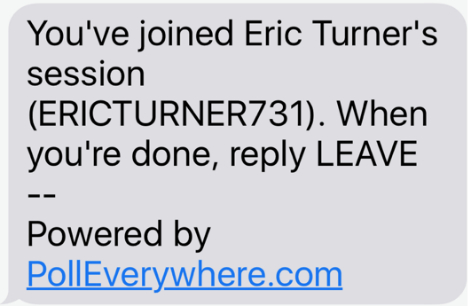 You've joined Eric Turner's
session
(ERICTURNER731). When
you're done, reply LEAVE
--
Powered by
PollEverywhere.com